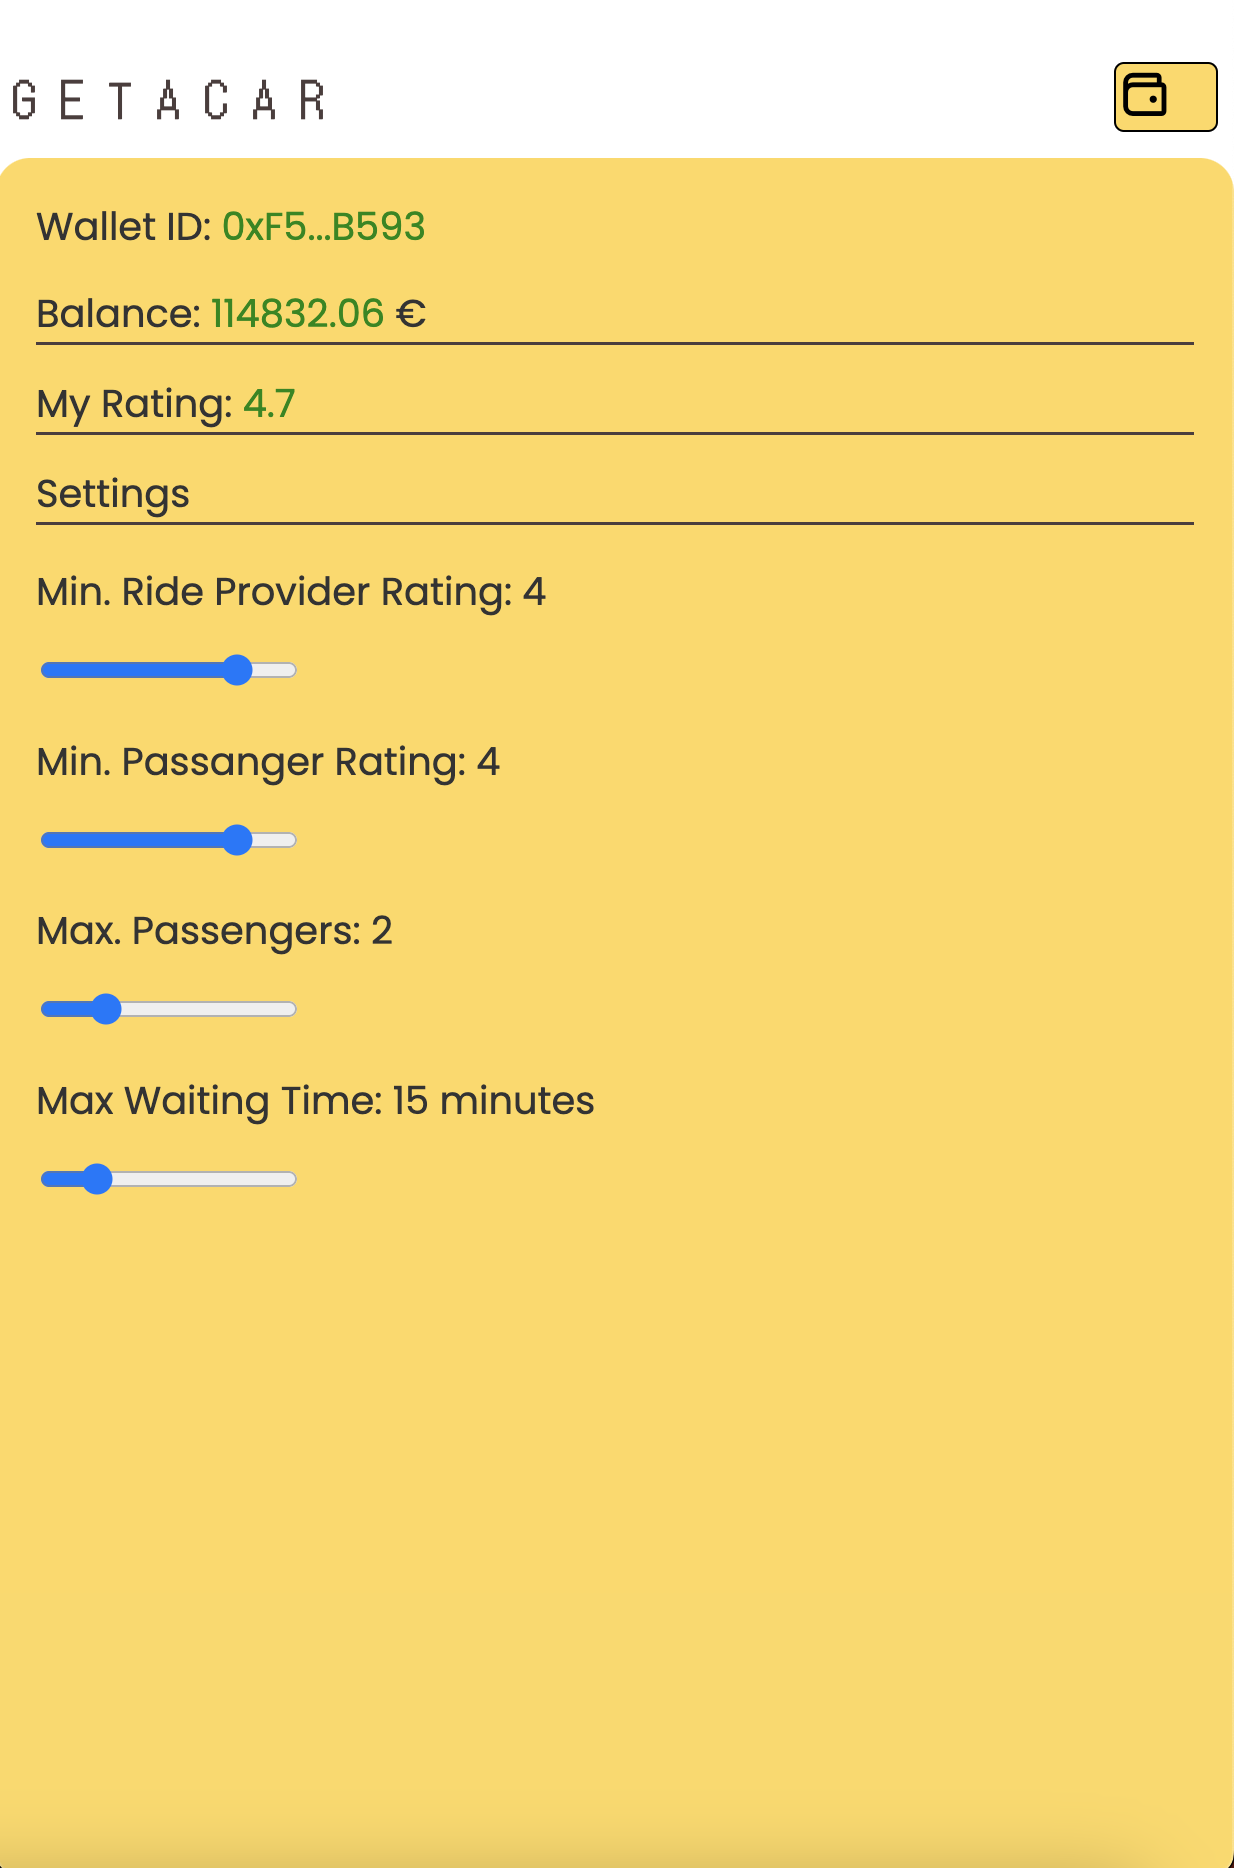 GETACAR
Wallet ID: 0xF5...B593
Balance: 114832.06 €
My Rating: 4.7
Settings
Min. Ride Provider Rating: 4
Min. Passanger Rating: 4
Max. Passengers: 2
Max Waiting Time: 15 minutes